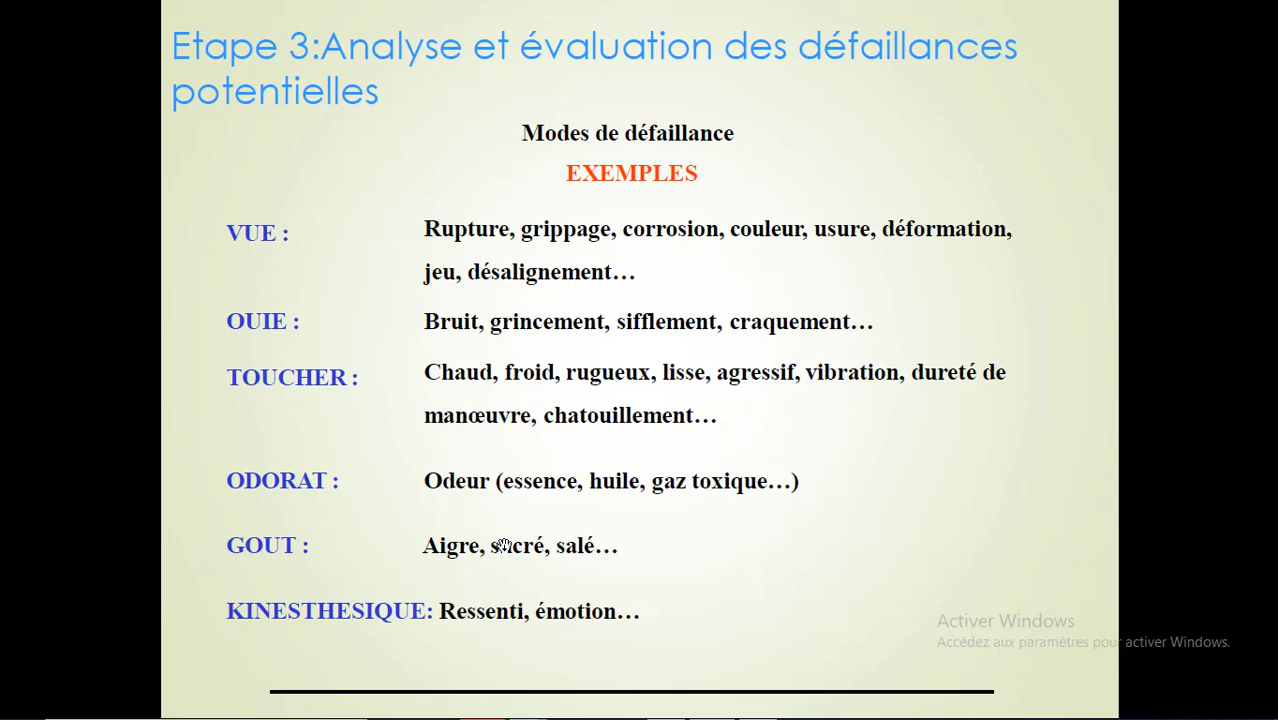 Etape 3:Analyse et évaluation des défaillances
potentielles
Modes de défaillance
EXEMPLES
VUE : Rupture, grippage, corrosion, couleur, usure, déformation,
jeu, désalignement…
OUIE : Bruit, grincement, sifflement, craquement…
TOUCHER : Chaud, froid, rugueux, lisse, agressif, vibration, dureté de
manœuvre, chatouillement…
ODORAT : Odeur (essence, huile, gaz toxique…)
GOUT : Aigre, sucré, salé…
KINESTHESIQUE: Ressenti, émotion…
Activer Windows
Accédez aux paramètres pour activer Windows.